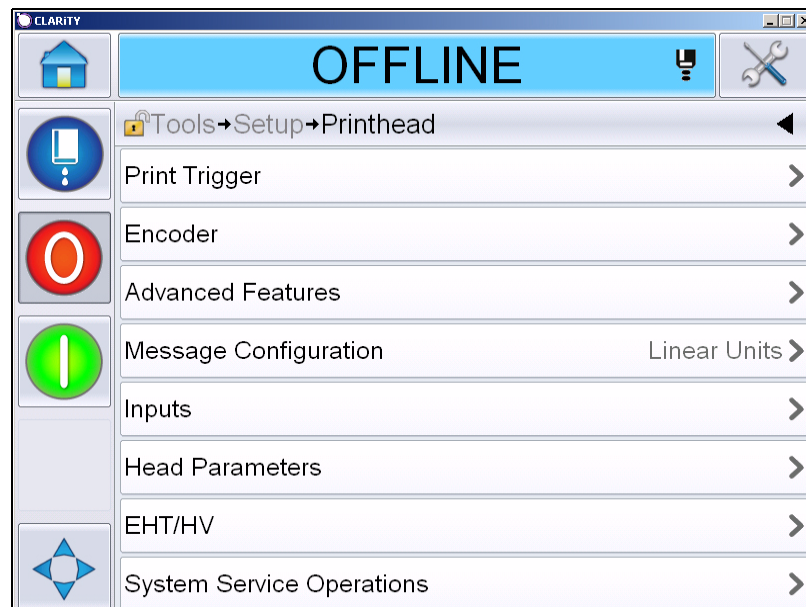 CLARiTY
OFFLINE
Tools→Setup→Printhead
Print Trigger
Encoder
Advanced Features
Message Configuration Linear Units
Inputs
Head Parameters
EHT/HV
System Service Operations